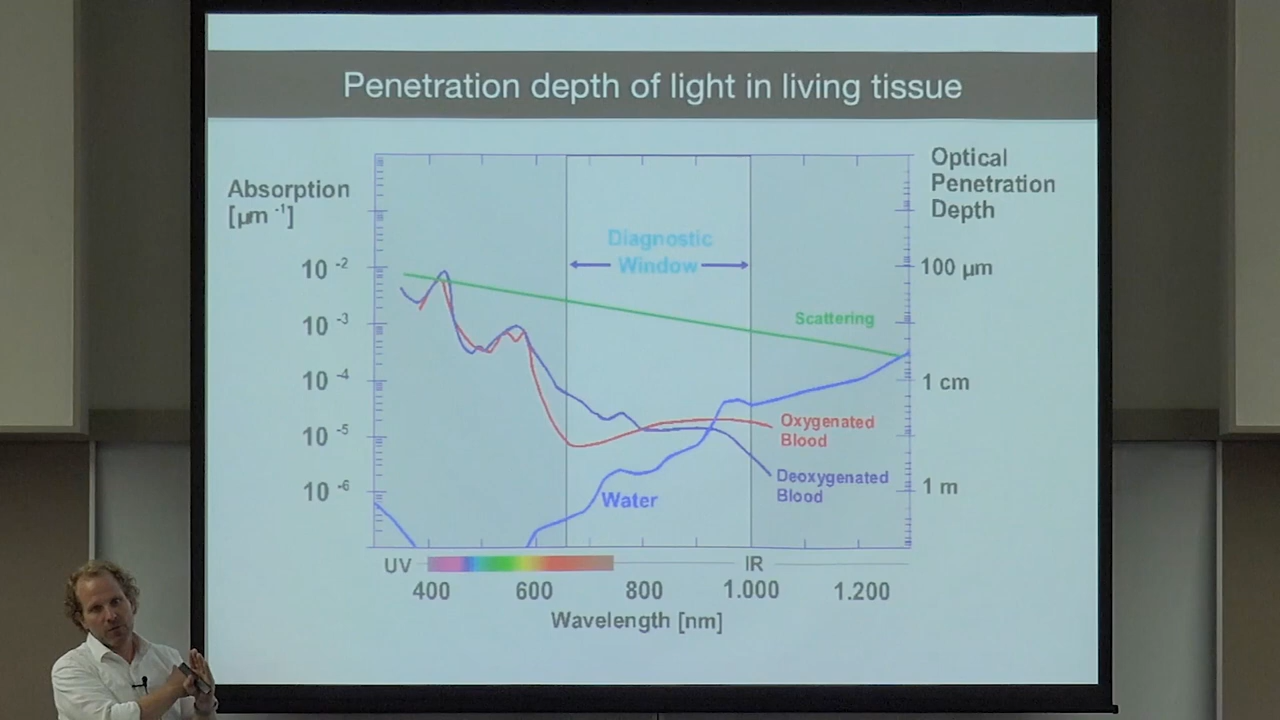 Penetration depth of light in living tissue
Absorption
[µm -1]
10 -2
10 -3
10 -4
10 -5
10 -6
Diagnostic
Window
Scattering
Oxygenated
Blood
Deoxygenated
Blood
Water
Optical
Penetration
Depth
100 µm
1 cm
1 m
UV
IR
400
600
800
1.000
1.200
Wavelength [nm]